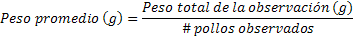 Peso promedio (g) = Peso total de la observación (g) / # pollos observados